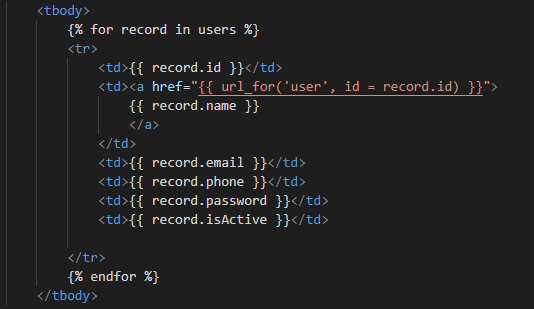 <tbody>
{% for record in users %}
<tr>
<td>{{ record.id }}</td>
<td><a href="{{ url_for('user', id = record.id) }}">
{{ record.name }}
</a>
</td>
<td>{{ record.email }}</td>
<td>{{ record.phone }}</td>
<td>{{ record.password }}</td>
<td>{{ record.isActive }}</td>
</tr>
{% endfor %}
</tbody>